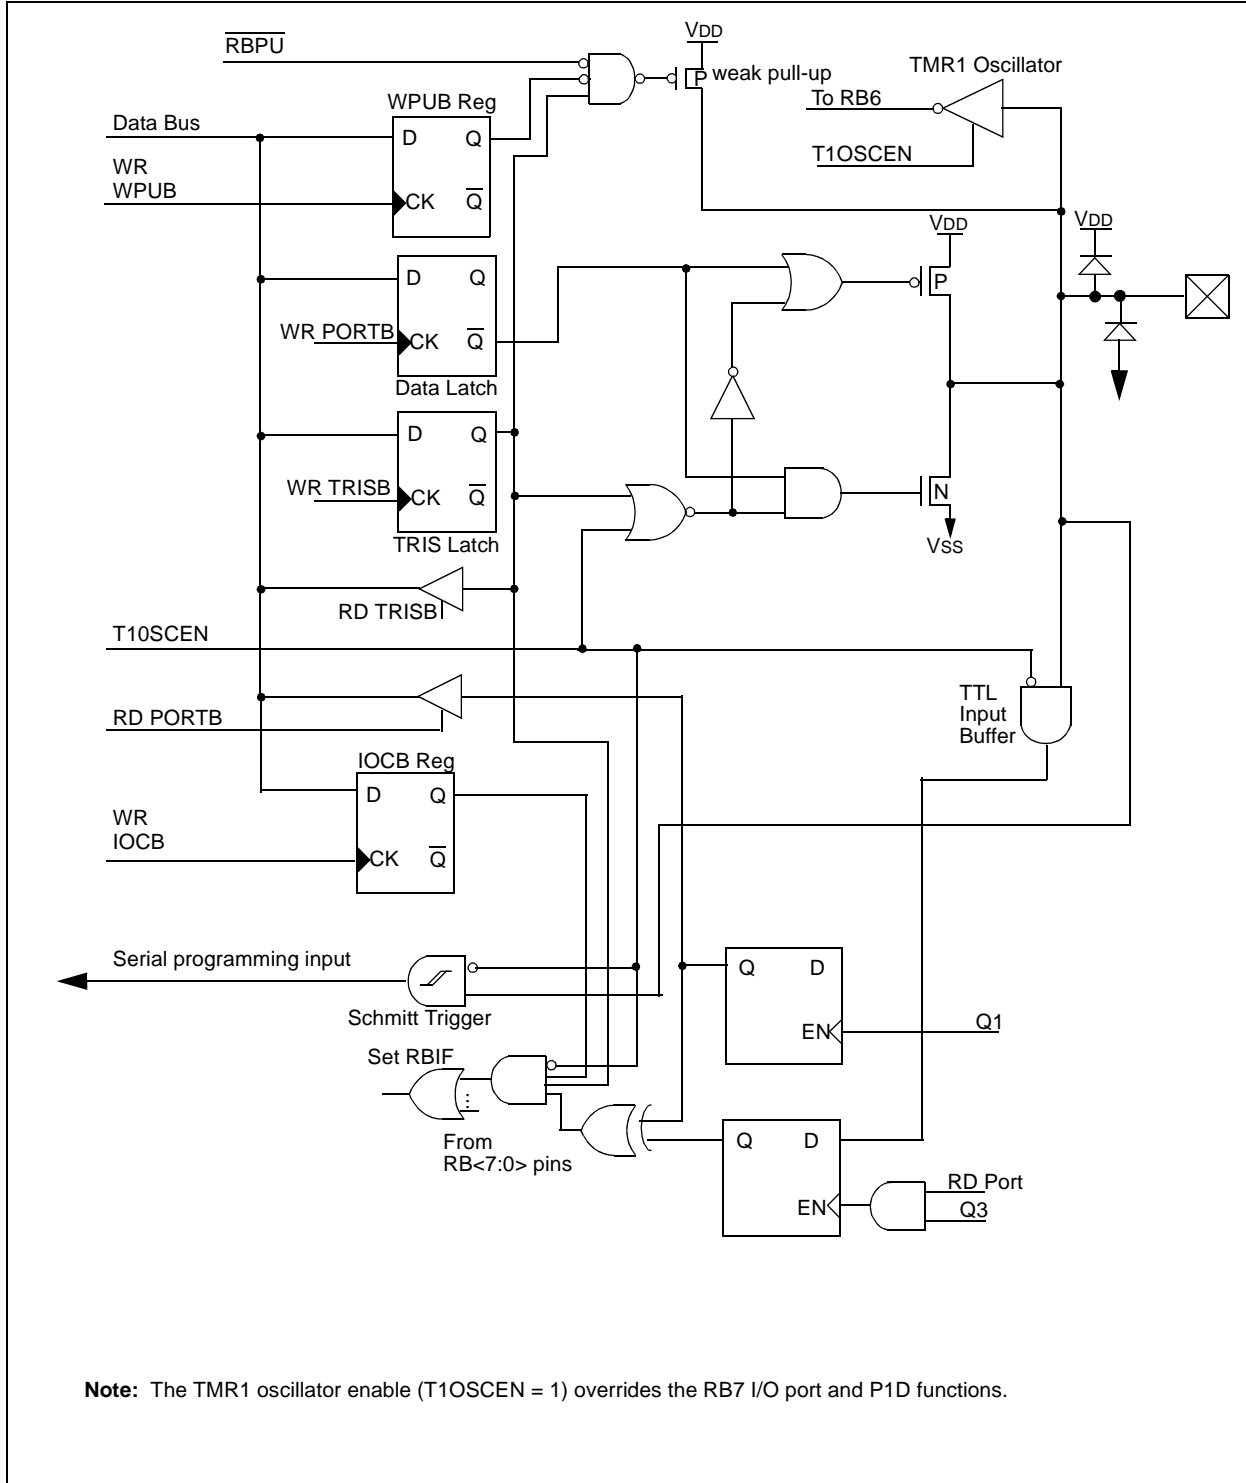 RBPU
VDD
weak pull-up
P
TMR1 Oscillator
To RB6
T1OSCEN
WPUB Reg
Data Bus
D Q
WR
WPUB
CK Q
VDD
VDD
D Q
P
WR PORTB
CK Q
Data Latch
D Q
WR TRISB
CK Q
N
TRIS Latch
VSS
RD TRISB
T10SCEN
TTL
Input
Buffer
RD PORTB
IOCB Reg
D Q
WR
IOCB
CK Q
Serial programming input
Q D
Schmitt Trigger
EN
Q1
Set RBIF
From
RB<7:0> pins
Q D
RD Port
EN
Q3
Note: The TMR1 oscillator enable (T1OSCEN = 1) overrides the RB7 I/O port and P1D functions.